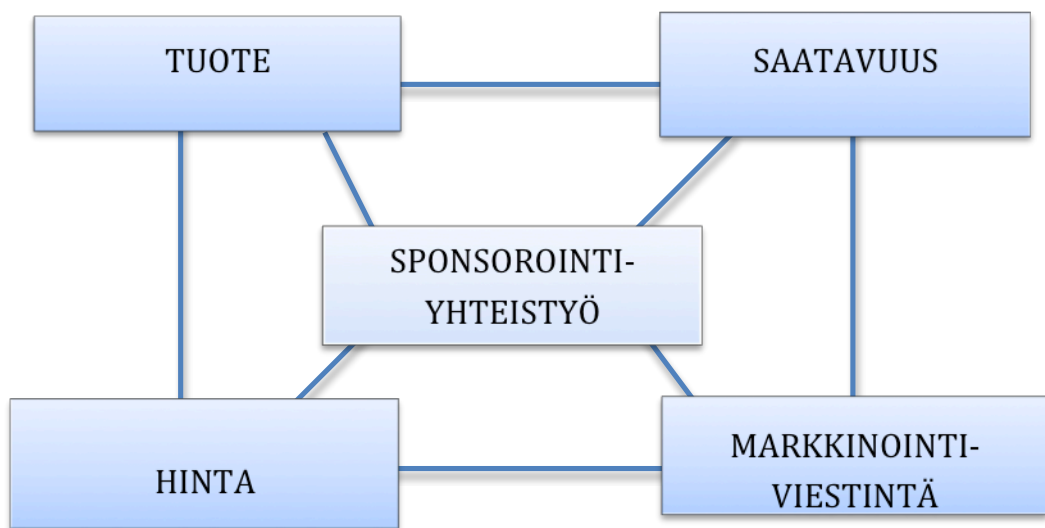 TUOTE
SAATAVUUS
SPONSOROINTI-
YHTEISTYÖ
HINTA
MARKKINOINTI-
VIESTINTÄ